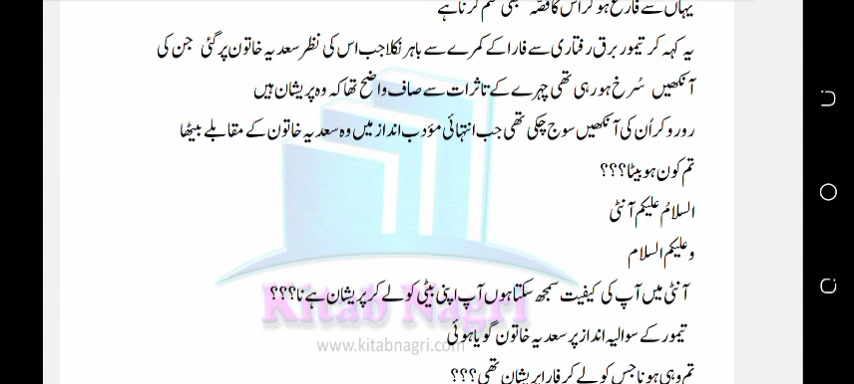 یہاں سے فارغ ہو کر اس کا قصہ بھی ختم کرنا ہے
یہ کہہ کر تیمور برق رفتاری سے فارا کے کمرے سے باہر نکلا جب اس کی نظر سعدیہ خاتون پر گئی جن کی
آنکھیں سُرخ ہو رہی تھی چہرے کے تاثرات سے صاف واضح تھا کہ وہ پریشان ہیں
رو رو کر اُن کی آنکھیں سوج چکی تھی جب انتہائی مؤدب انداز میں وہ سعدیہ خاتون کے مقابلے بیٹھا
تم کون ہو بیٹا؟؟؟
السلامُ علیکم آنٹی
وعلیکم السلام
آنٹی میں آپ کی کیفیت سمجھ سکتا ہوں آپ اپنی بیٹی کو لے کر پریشان ہے نا؟؟؟
Kitab Nagri
تیمور کے سوالیہ انداز پر سعدیہ خاتون گویا ہوئی
www.kitabnagri.com
تم وہی ہو نا جس کو لے کر فارا پریشان تھی؟؟؟